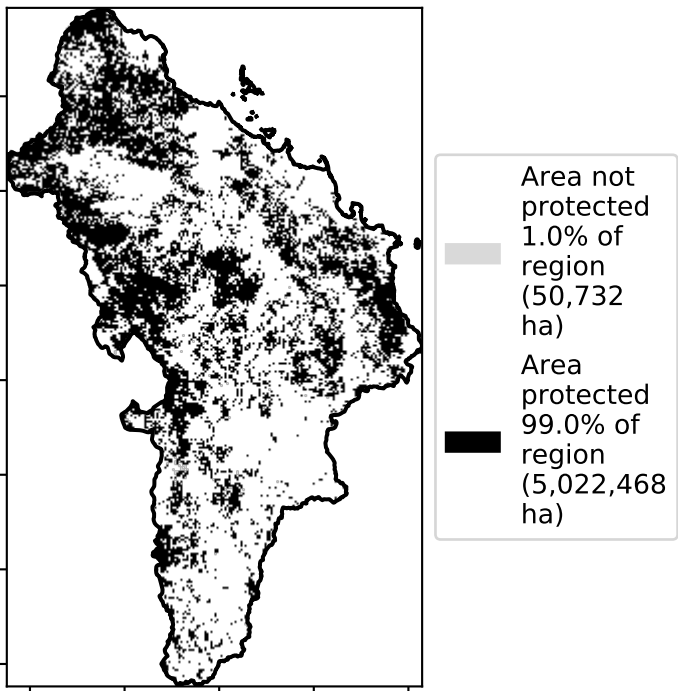 Area not
protected
1.0% of
region
(50,732
ha)
Area
protected
99.0% of
region
(5,022,468
ha)